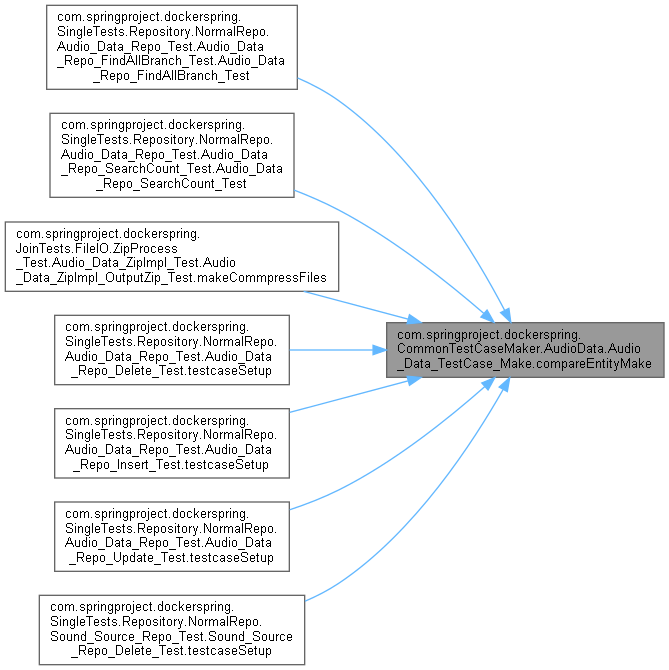 com.springproject.dockerspring.
SingleTests.Repository.NormalRepo.
Audio_Data_Repo_Test.Audio_Data
_Repo_FindAllBranch_Test.Audio_Data
_Repo_FindAllBranch_Test
com.springproject.dockerspring.
SingleTests.Repository.NormalRepo.
Audio_Data_Repo_Test.Audio_Data
_Repo_SearchCount_Test.Audio_Data
_Repo_SearchCount_Test
com.springproject.dockerspring.
JoinTests.FileIO.ZipProcess
_Test.Audio_Data_ZipImpl_Test.Audio
_Data_ZipImpl_OutputZip_Test.makeCommpressFiles
com.springproject.dockerspring.
SingleTests.Repository.NormalRepo.
Audio_Data_Repo_Test.Audio_Data
_Repo_Delete_Test.testcaseSetup
com.springproject.dockerspring.
CommonTestCaseMaker.AudioData.Audio
_Data_TestCase_Make.compareEntityMake
com.springproject.dockerspring.
SingleTests.Repository.NormalRepo.
Audio_Data_Repo_Test.Audio_Data
_Repo_Insert_Test.testcaseSetup
com.springproject.dockerspring.
SingleTests.Repository.NormalRepo.
Audio_Data_Repo_Test.Audio_Data
_Repo_Update_Test.testcaseSetup
com.springproject.dockerspring.
SingleTests.Repository.NormalRepo.
Sound_Source_Repo_Test.Sound_Source
_Repo_Delete_Test.testcaseSetup